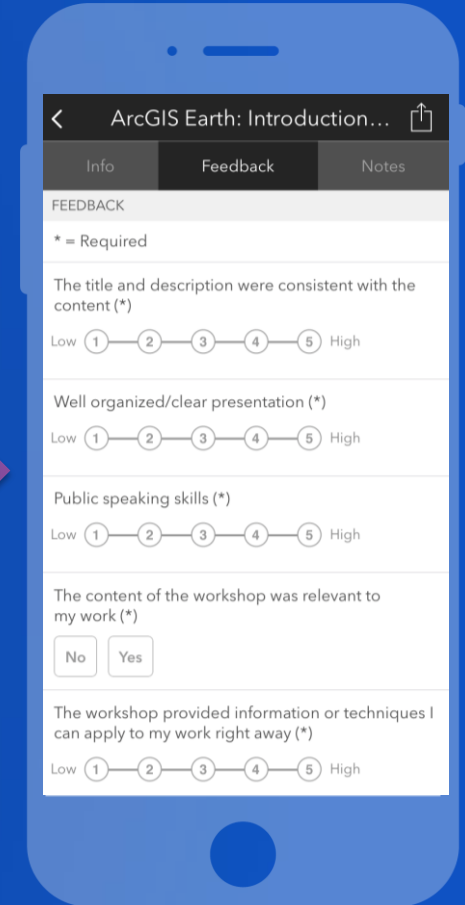 ArcGIS Earth: Introduction...
Info Feedback Notes
FEEDBACK
* = Required
The title and description were consistent with the
content (*)
Low 1 2 3 4 5 High
Well organized/clear presentation (*)
Low 1 2 3 4 5 High
Public speaking skills (*)
Low 1 2 3 4 5 High
The content of the workshop was relevant to
my work (*)
No Yes
The workshop provided information or techniques I
can apply to my work right away (*)
Low 1 2 3 4 5 High